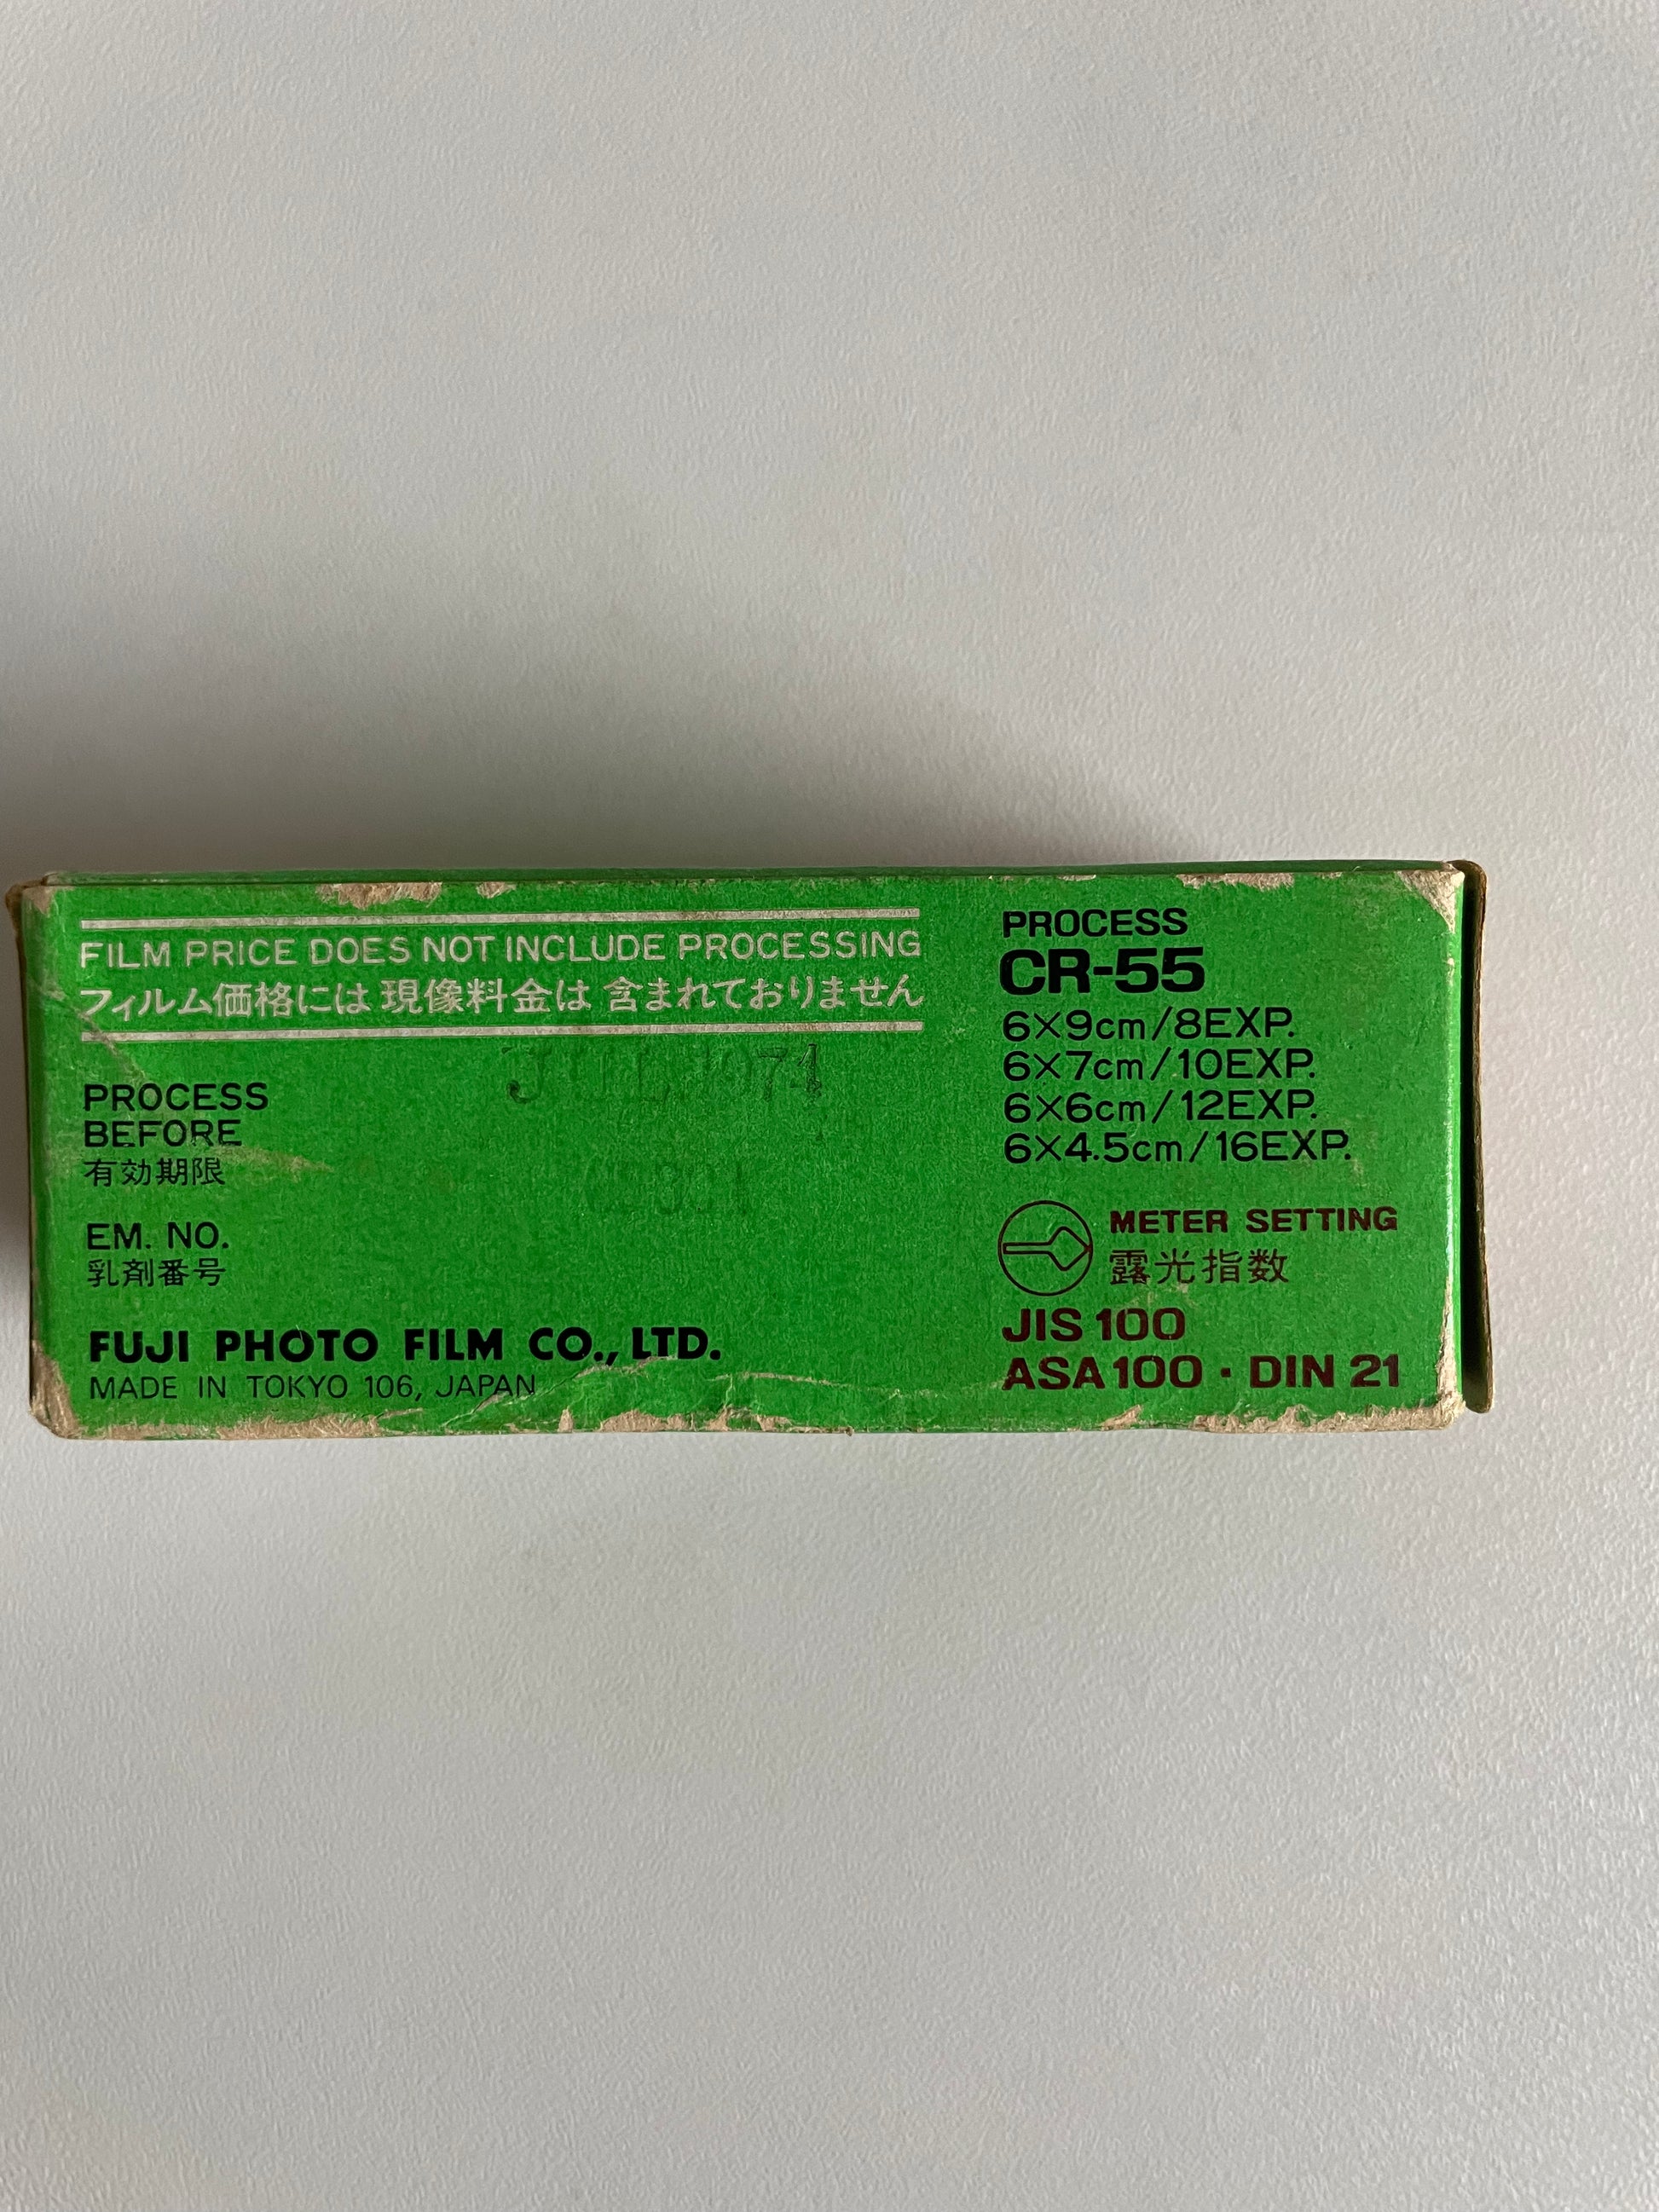 FILM PRICE DOES NOT INCLUDE PROCESSING
フィルム価格には 現像料金は 含まれておりません
JUL. 1974
PROCESS
BEFORE
有効期限
EM. NO.
乳剤番号
FUJI PHOTO FILM CO., LTD.
MADE IN TOKYO 106, JAPAN
PROCESS
CR-55
6×9cm/8EXP.
6×7cm/10EXP.
6×6cm/12EXP.
6×4.5cm/16EXP.
METER SETTING
露光指数
JIS 100
ASA 100 · DIN 21